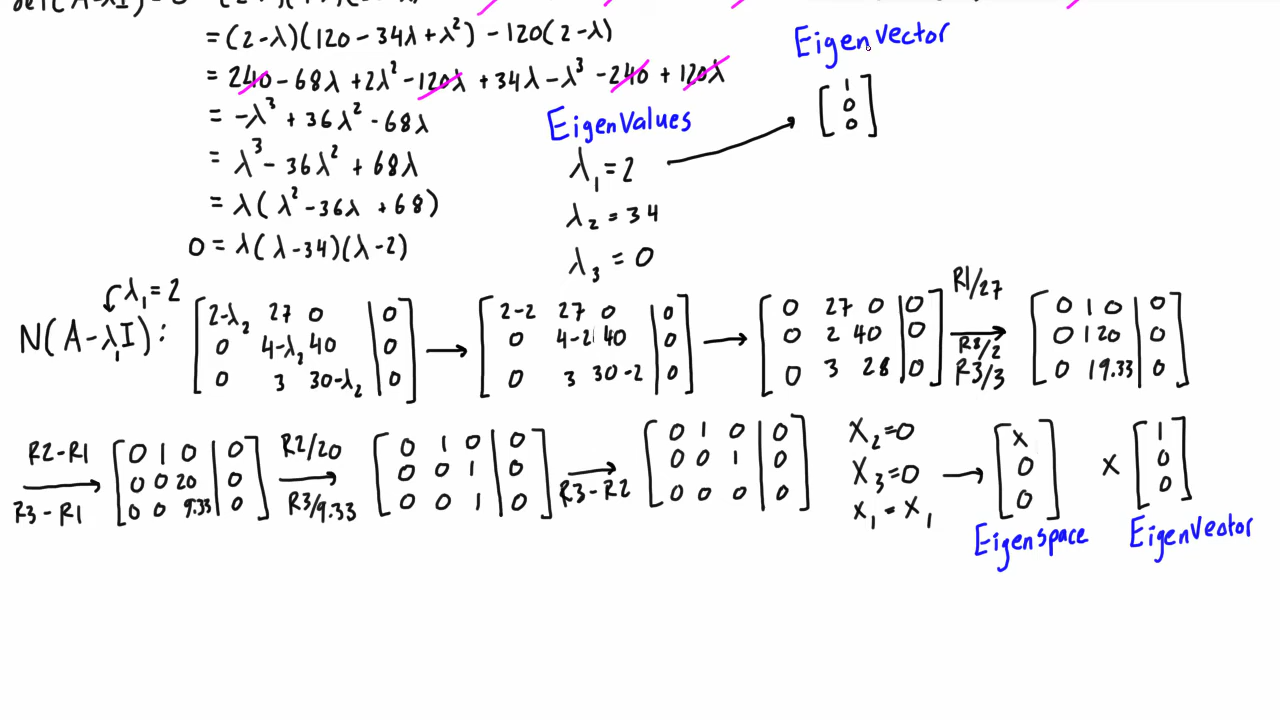 = (2-λ)(120 - 34λ + λ²) - 120(2-λ)
= 240 - 68λ + 2λ² - 120λ + 34λ - λ³ - 240 + 120λ
= -λ³ + 36λ² - 68λ
= λ³ - 36λ² + 68λ
= λ(λ² - 36λ + 68)
0 = λ(λ-34)(λ-2)
EigenValues
λ₁ = 2
λ₂ = 34
λ₃ = 0
EigenVector
[1
0
0]
λ₁ = 2
N(A-λ₁I):
[2-λ₂ 27 0 | 0
0 4-λ₂ 40 | 0
0 3 30-λ₂ | 0]
→
[2-2 27 0 | 0
0 4-2 40 | 0
0 3 30-2 | 0]
→
[0 27 0 | 0
0 2 40 | 0
0 3 28 | 0]
R1/27
R2/2
R3/3
[0 1 0 | 0
0 1 20 | 0
0 1 9.33 | 0]
R2-R1
R3-R1
[0 1 0 | 0
0 0 20 | 0
0 0 9.33 | 0]
R2/20
R3/9.33
[0 1 0 | 0
0 0 1 | 0
0 0 1 | 0]
R3-R2
[0 1 0 | 0
0 0 1 | 0
0 0 0 | 0]
X₂=0
X₃=0
X₁=X₁
→
[x
0
0]
Eigenspace
x [1
0
0]
EigenVector